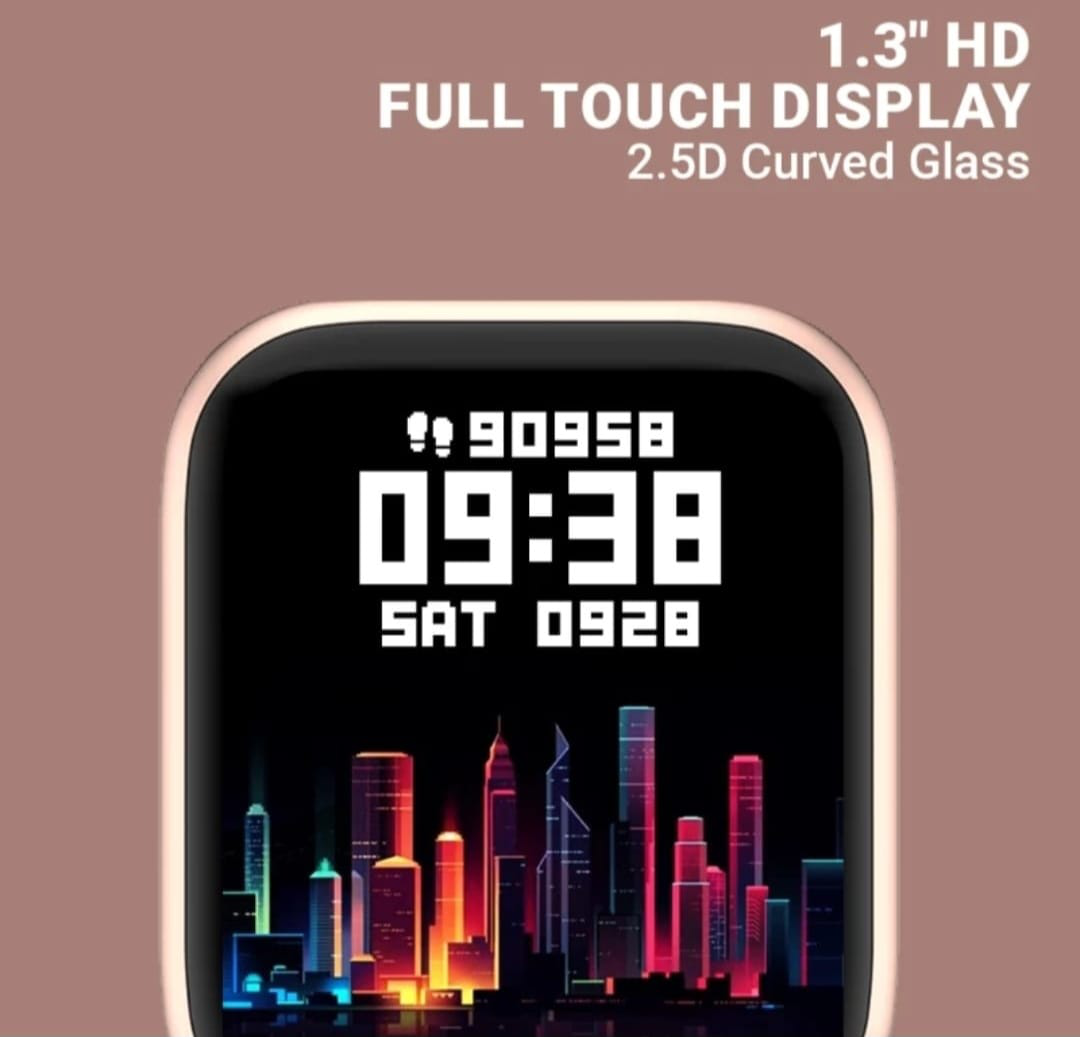 1.3" HD
FULL TOUCH DISPLAY
2.5D Curved Glass
90958
09:38
SAT 0928